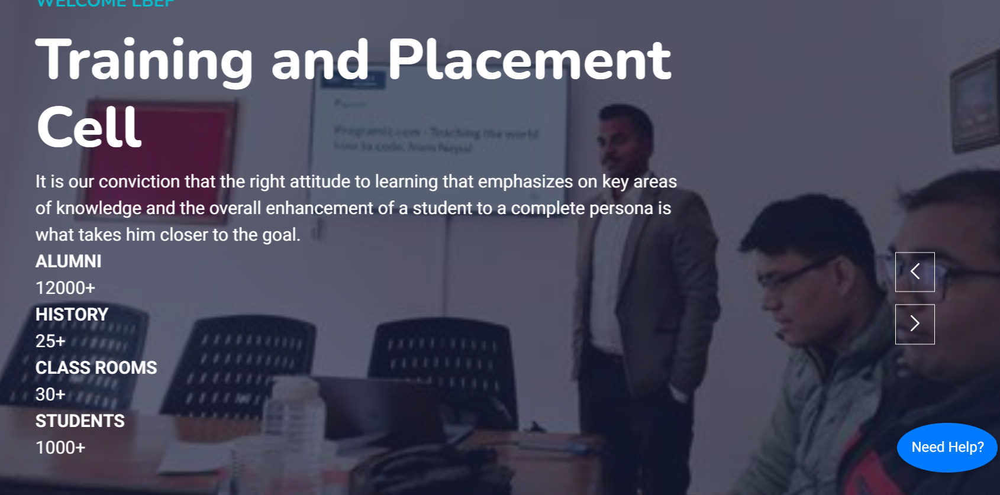 WELCOME LBEF
Training and Placement
Cell
Programiz.com - Teaching the world
how to code, from Nepal.
It is our conviction that the right attitude to learning that emphasizes on key areas
of knowledge and the overall enhancement of a student to a complete persona is
what takes him closer to the goal.
ALUMNI
12000+
HISTORY
25+
CLASS ROOMS
30+
STUDENTS
1000+
Need Help?